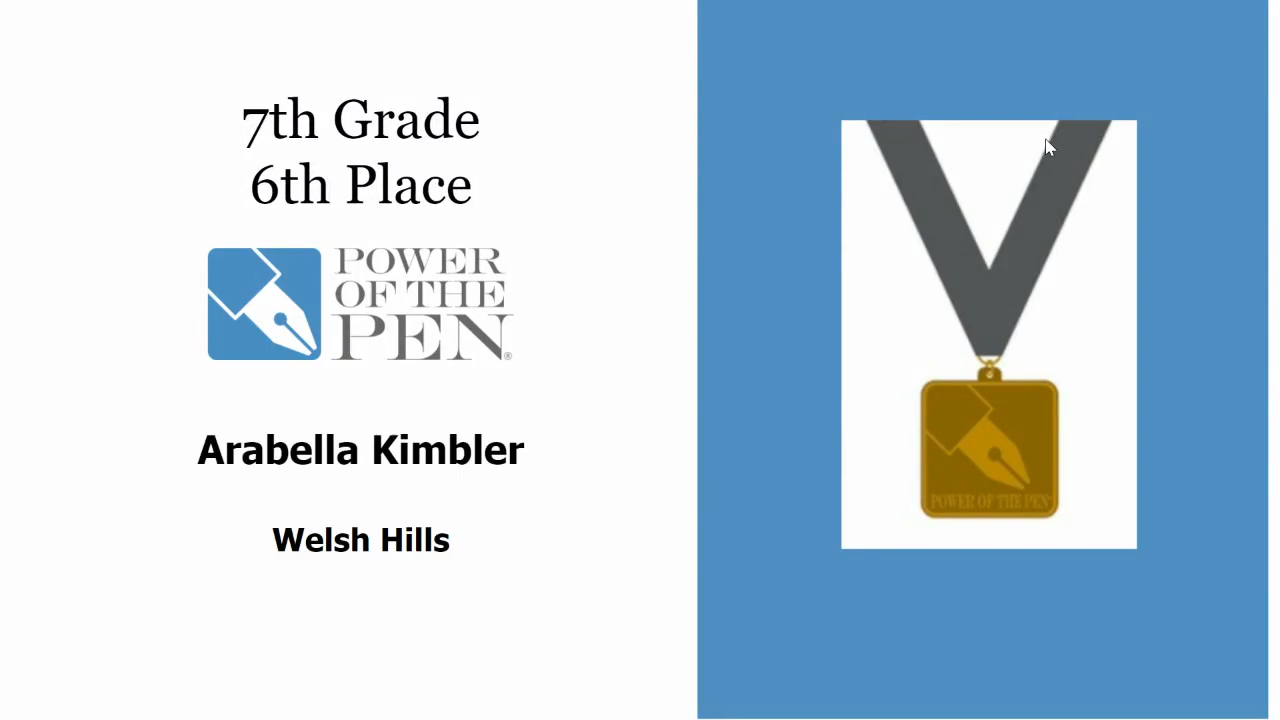 7th Grade
6th Place
POWER
OF THE
PEN®
Arabella Kimbler
Welsh Hills
POWER OF THE PEN